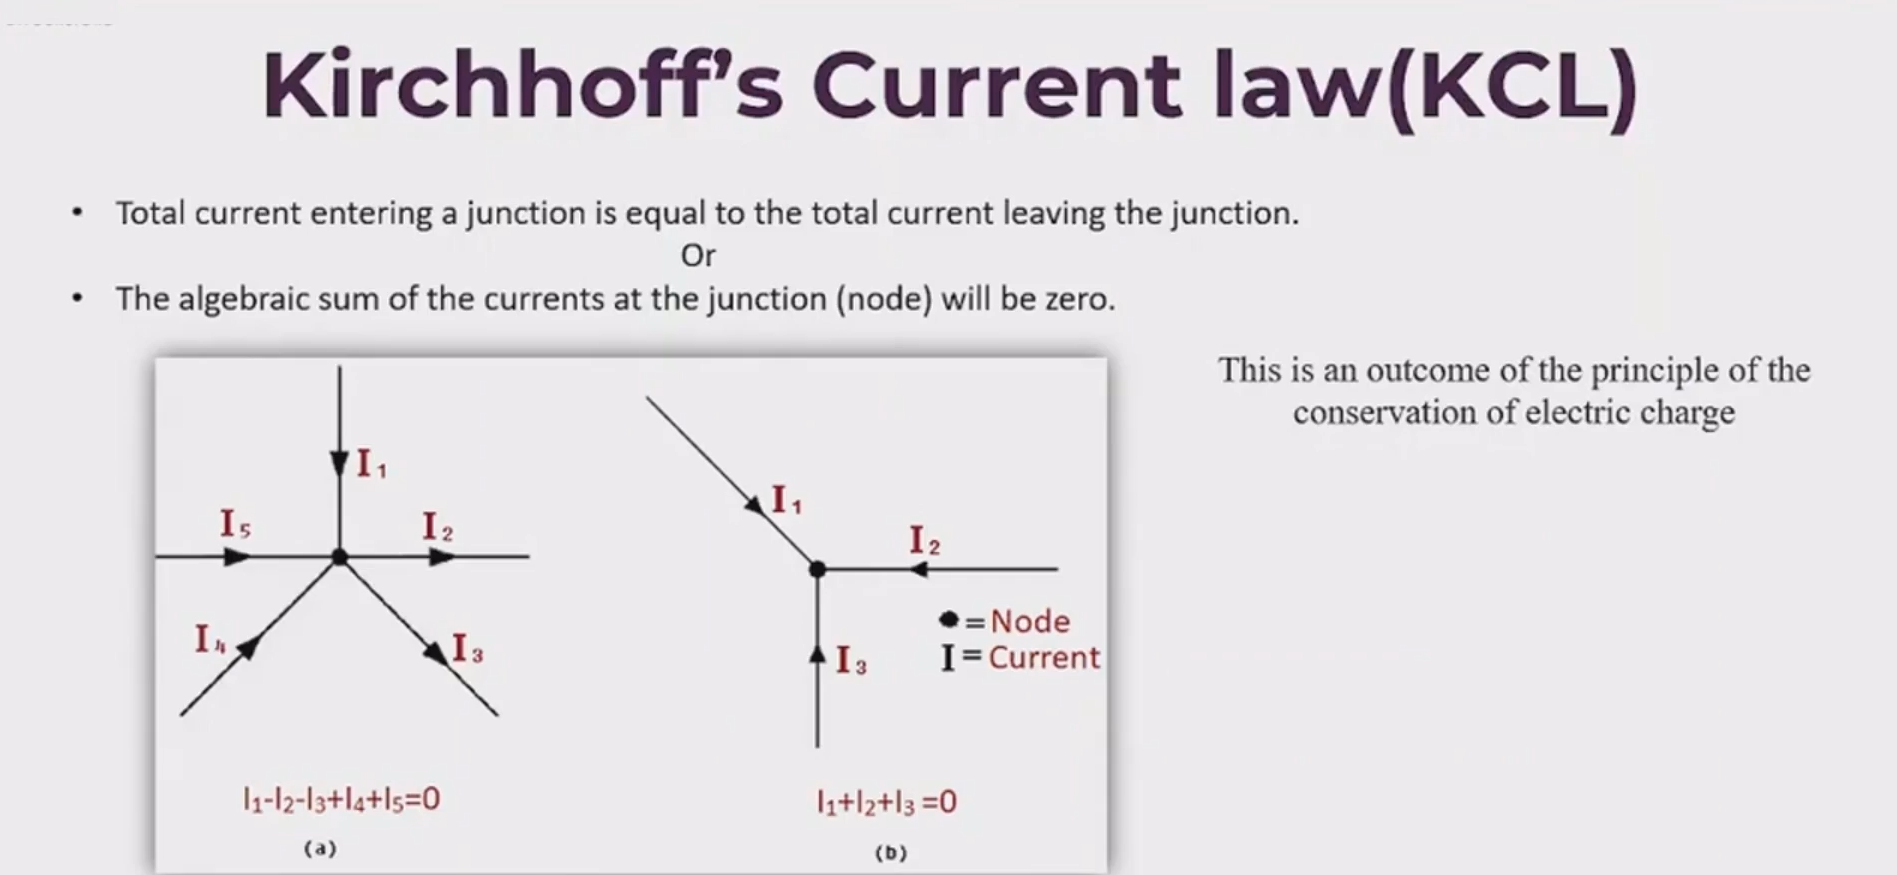 Kirchhoff's Current law(KCL)
• Total current entering a junction is equal to the total current leaving the junction.
Or
• The algebraic sum of the currents at the junction (node) will be zero.
This is an outcome of the principle of the
conservation of electric charge
I₁
I₅
I₂
I₄
I₃
I₁-I₂-I₃+I₄+I₅=0
(a)
I₁
I₂
I₃
●=Node
I=Current
I₁+I₂+I₃ =0
(b)